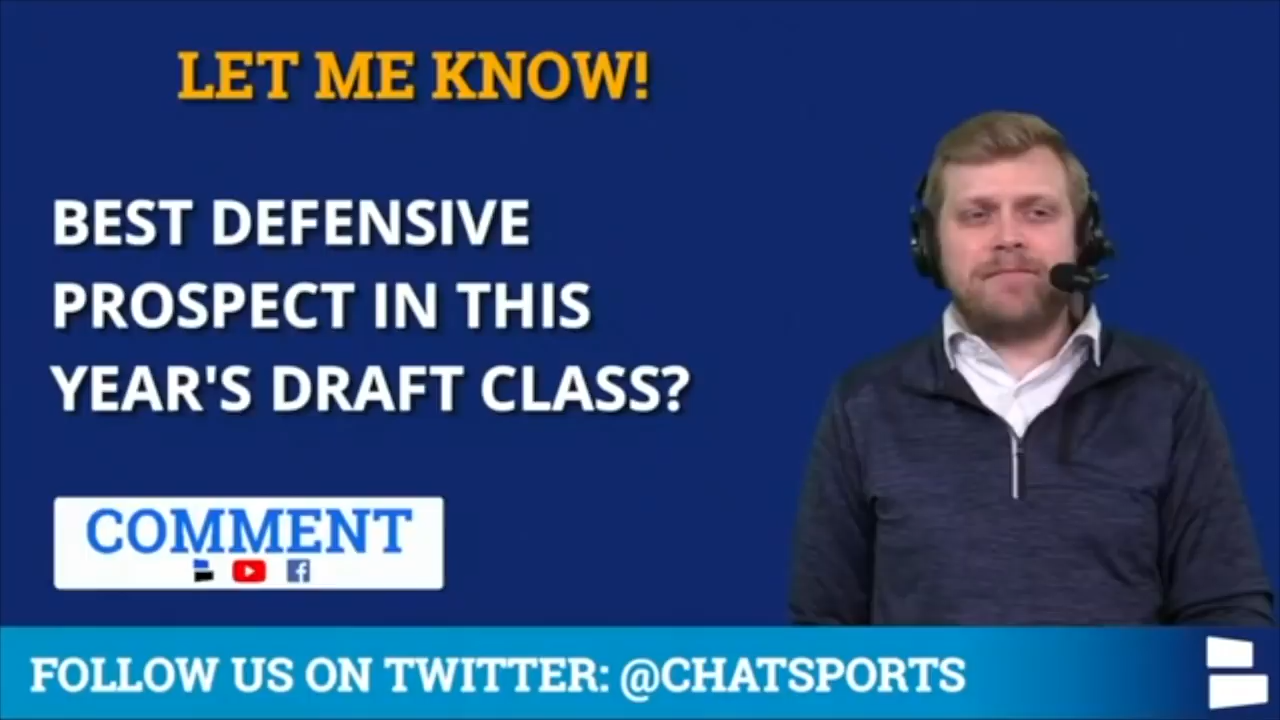 LET ME KNOW!
BEST DEFENSIVE
PROSPECT IN THIS
YEAR'S DRAFT CLASS?
COMMENT
FOLLOW US ON TWITTER: @CHATSPORTS